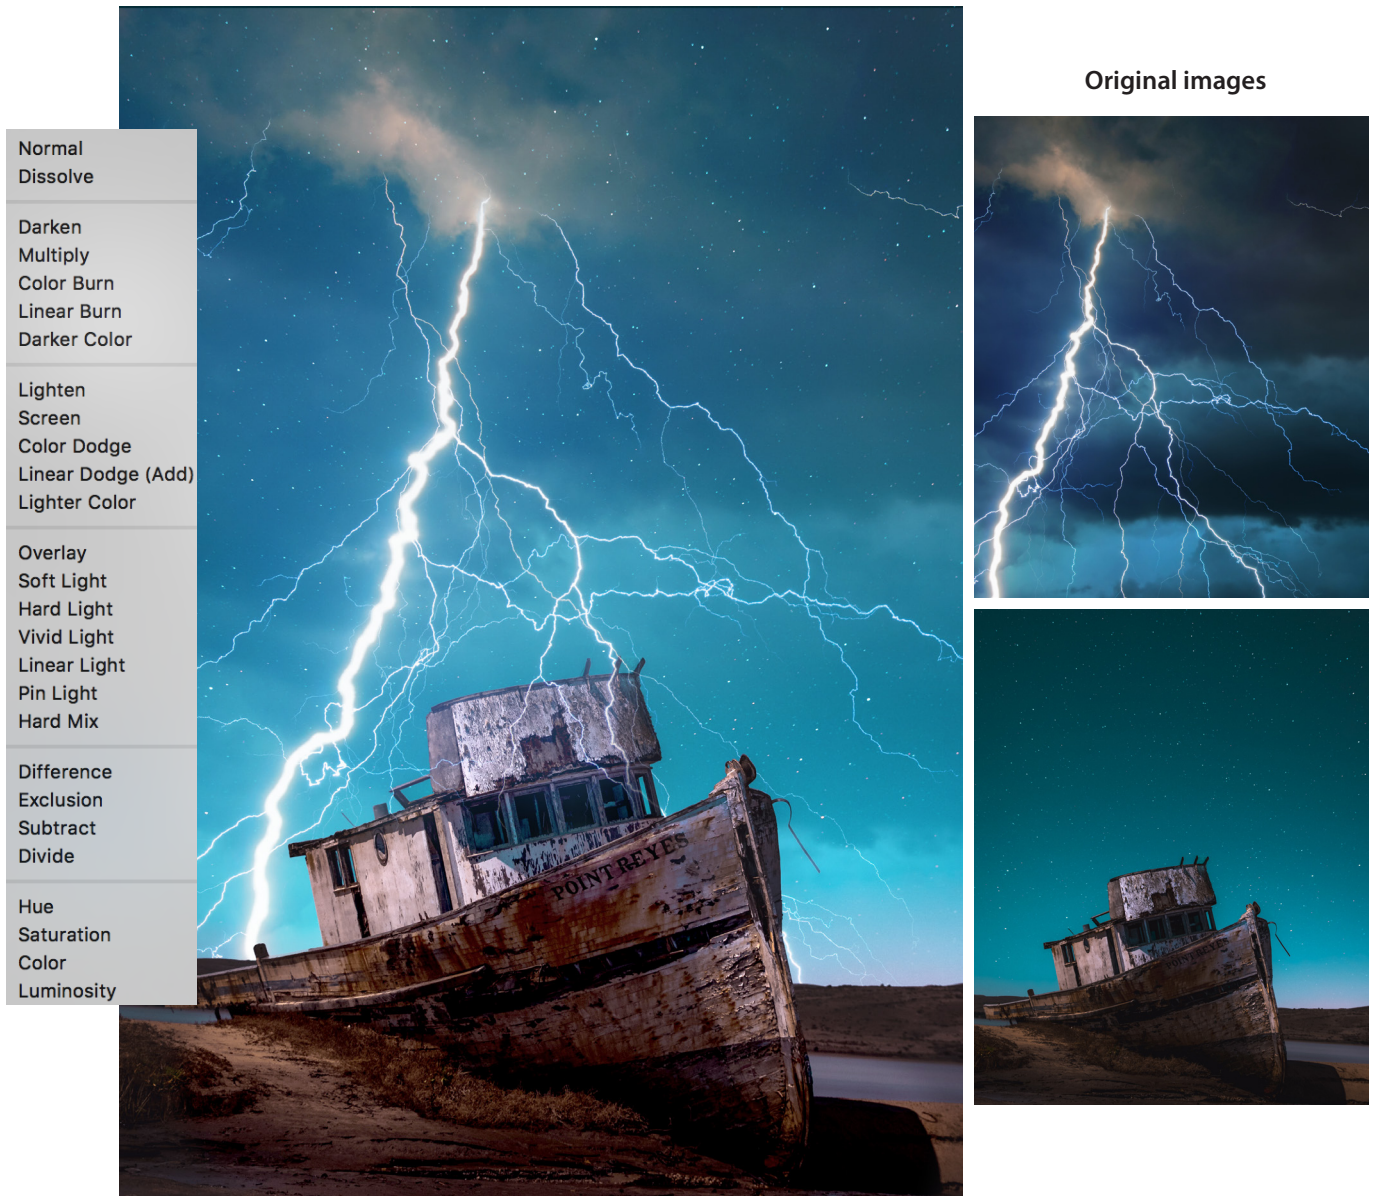 Original images
Normal
Dissolve
Darken
Multiply
Color Burn
Linear Burn
Darker Color
Lighten
Screen
Color Dodge
Linear Dodge (Add)
Lighter Color
Overlay
Soft Light
Hard Light
Vivid Light
Linear Light
Pin Light
Hard Mix
Difference
Exclusion
Subtract
Divide
Hue
Saturation
Color
Luminosity
POINT REYES
POINT REYES